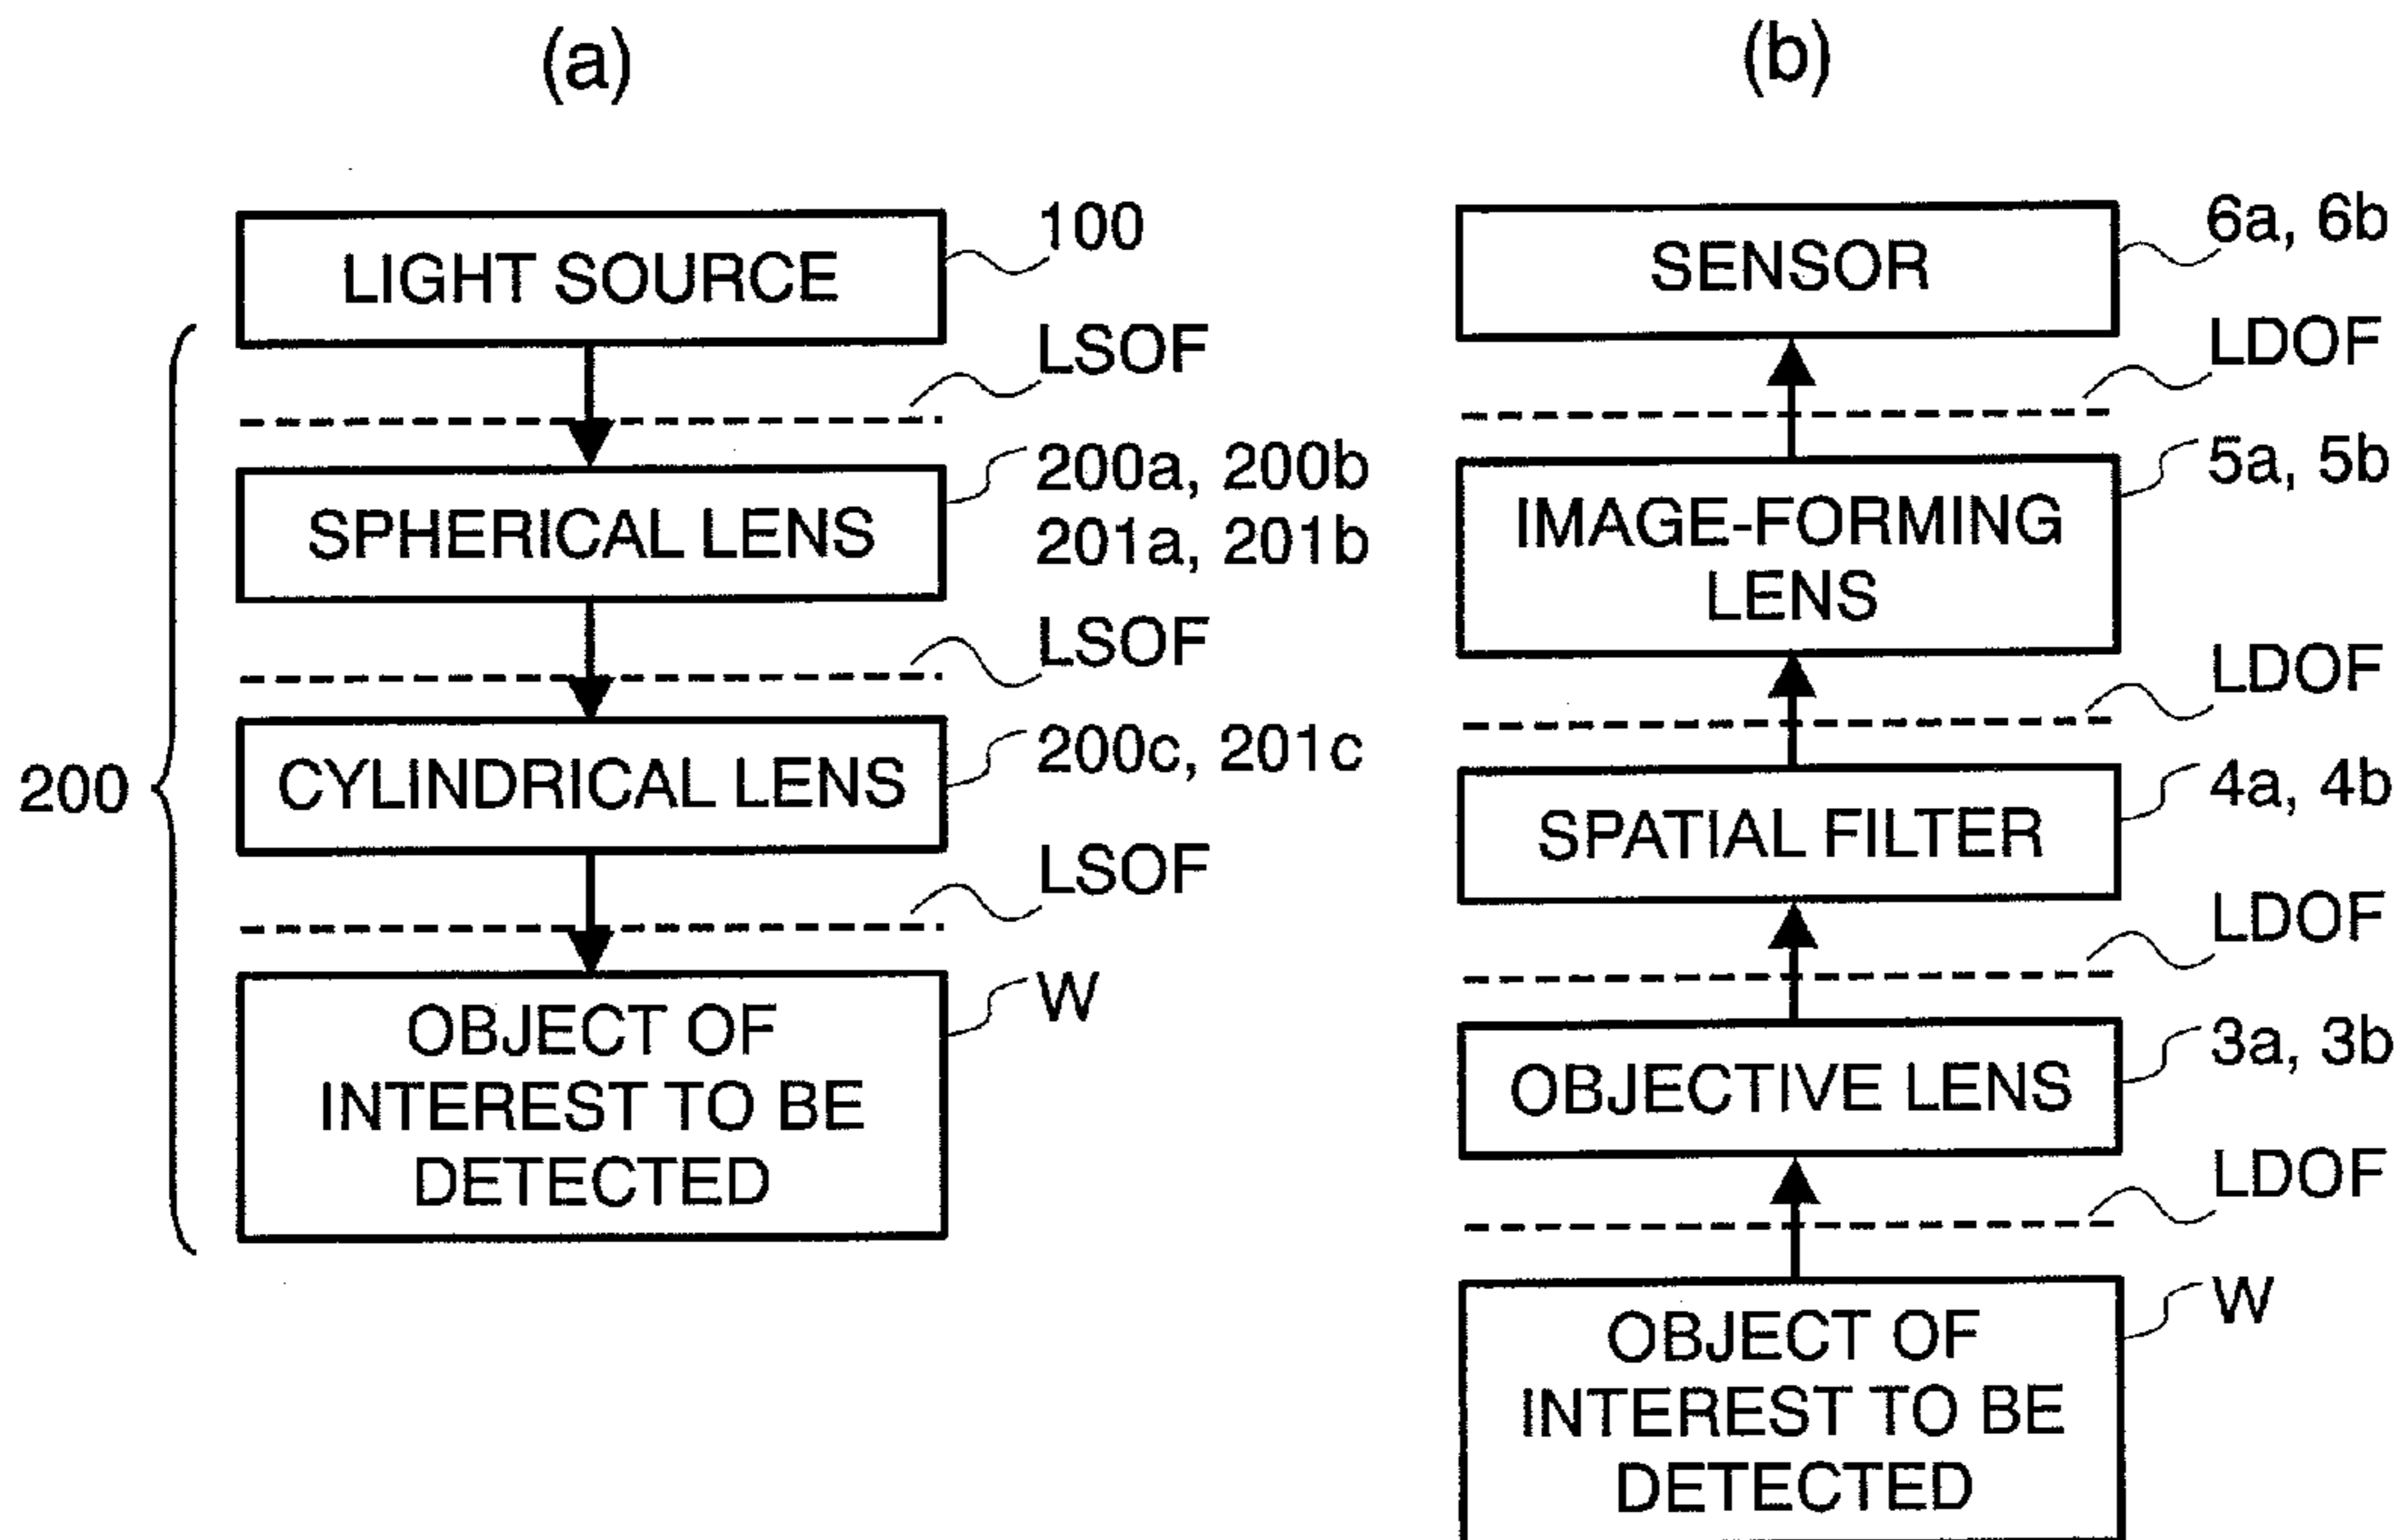 (a)
LIGHT SOURCE
100
LSOF
SPHERICAL LENS
200a, 200b
201a, 201b
LSOF
CYLINDRICAL LENS
200c, 201c
200
LSOF
OBJECT OF
INTEREST TO BE
DETECTED
W
(b)
SENSOR
6a, 6b
LDOF
IMAGE-FORMING
LENS
5a, 5b
LDOF
SPATIAL FILTER
4a, 4b
LDOF
OBJECTIVE LENS
3a, 3b
LDOF
OBJECT OF
INTEREST TO BE
DETECTED
W